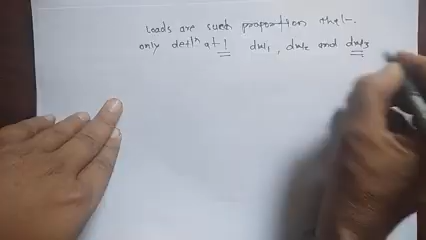 Loads are such proportion that
only defln at 1 dw1, dw2 and dw3